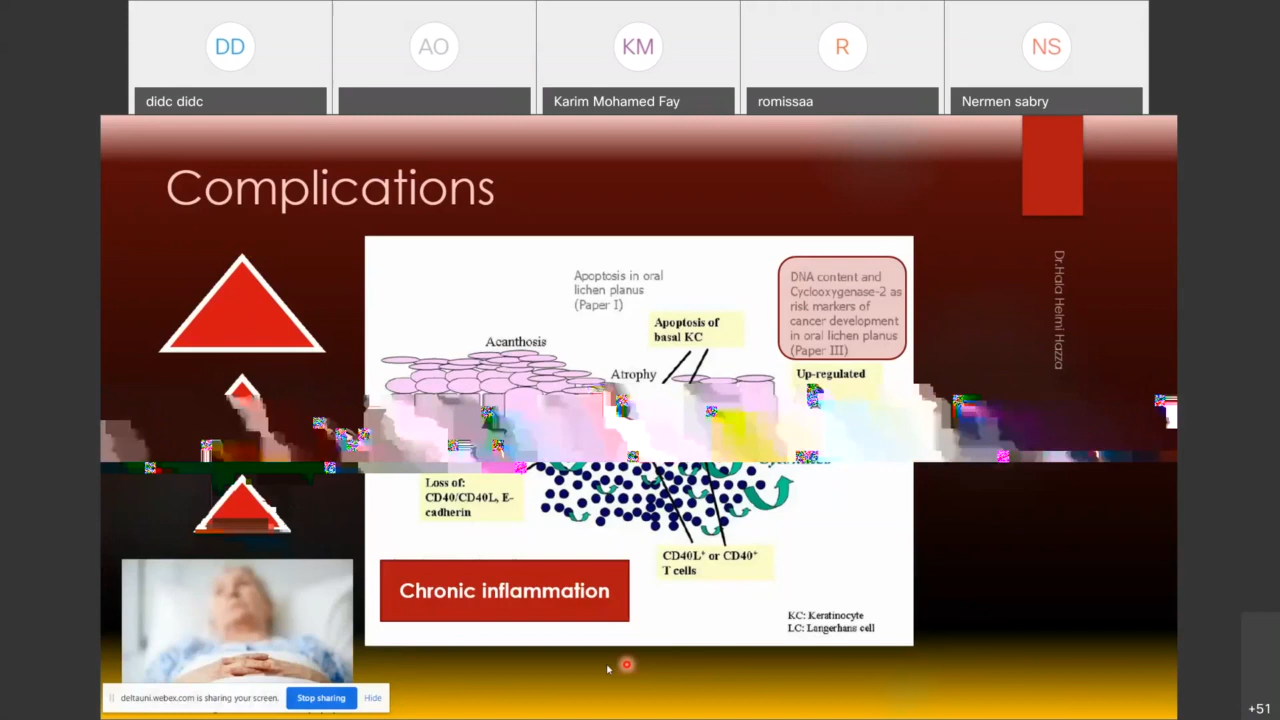 DD
AO
KM
R
NS
didc didc
Karim Mohamed Fay
romissaa
Nermen sabry
Complications
Dr.Hala Helmi Hazza
Apoptosis in oral
lichen planus
(Paper I)
DNA content and
Cyclooxygenase-2 as
risk markers of
cancer development
in oral lichen planus
(Paper III)
Apoptosis of
basal KC
Acanthosis
Atrophy
Up-regulated
Loss of:
CD40/CD40L, E-
cadherin
CD40L+ or CD40+
T cells
Chronic inflammation
KC: Keratinocyte
LC: Langerhans cell
deltauni.webex.com is sharing your screen.
Stop sharing
Hide
+51